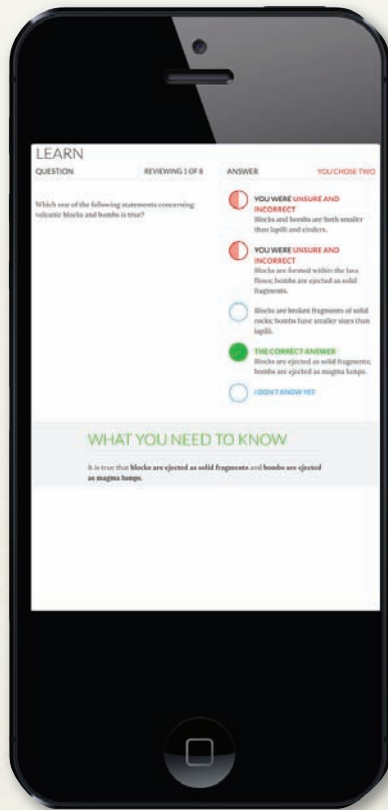 LEARN
QUESTION
REVIEWING 1 OF 8
Which one of the following statements concerning
volcanic blocks and bombs is true?
ANSWER
YOU CHOSE TWO
YOU WERE UNSURE AND
INCORRECT
Blocks and bombs are both smaller
than lapilli and cinders.
YOU WERE UNSURE AND
INCORRECT
Blocks are formed within the lava
flows; bombs are ejected as solid
fragments.
Blocks are broken fragments of solid
rocks; bombs have smaller sizes than
lapilli.
THE CORRECT ANSWER
Blocks are ejected as solid fragments;
bombs are ejected as magma lumps.
I DON'T KNOW YET
WHAT YOU NEED TO KNOW
It is true that blocks are ejected as solid fragments and bombs are ejected
as magma lumps.